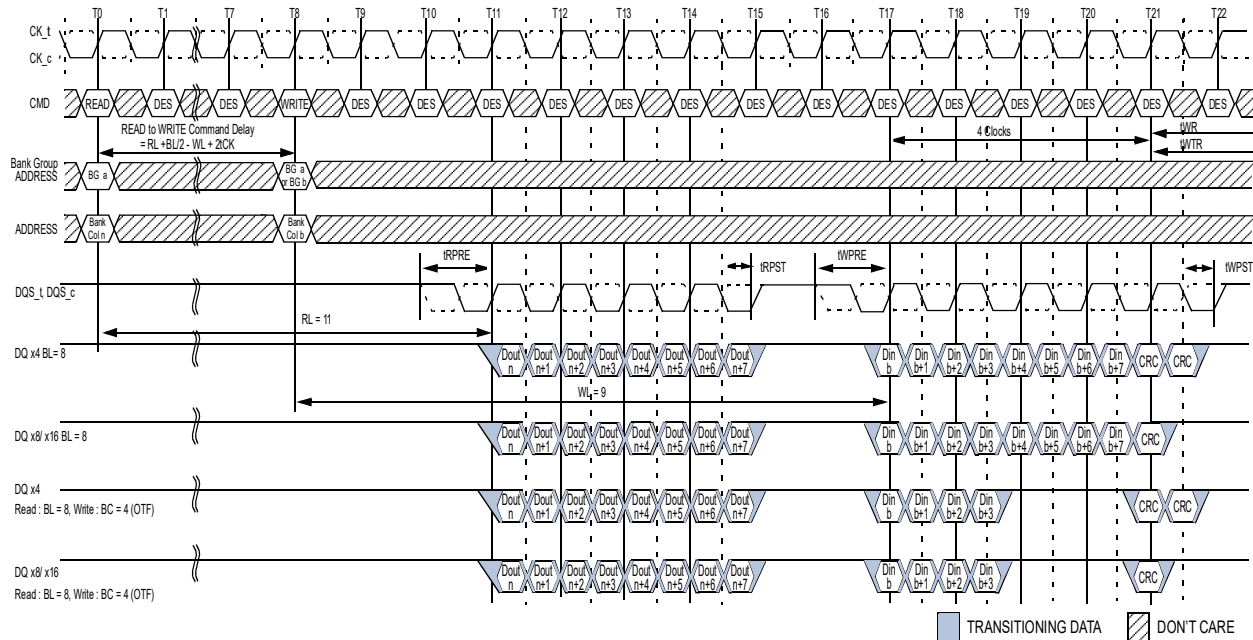 T0 T1 T7 T8 T9 T10 T11 T12 T13 T14 T15 T16 T17 T18 T19 T20 T21 T22
CK_t
CK_c
CMD READ DES DES WRITE DES DES DES DES DES DES DES DES DES DES DES DES DES DES
READ to WRITE Command Delay
= RL +BL/2 - WL + 2tCK
4 Clocks
tWR
tWTR
Bank Group
ADDRESS
BG a
BG a
or BG b
ADDRESS
Bank
Col n
Bank
Col b
tRPRE tRPST tWPRE tWPST
DQS_t, DQS_c
RL = 11
DQ x4 BL= 8
Dout n Dout n+1 Dout n+2 Dout n+3 Dout n+4 Dout n+5 Dout n+6 Dout n+7 Din b Din b+1 Din b+2 Din b+3 Din b+4 Din b+5 Din b+6 Din b+7 CRC CRC
WL = 9
DQ x8/ x16 BL = 8
Dout n Dout n+1 Dout n+2 Dout n+3 Dout n+4 Dout n+5 Dout n+6 Dout n+7 Din b Din b+1 Din b+2 Din b+3 Din b+4 Din b+5 Din b+6 Din b+7 CRC
DQ x4
Read : BL = 8, Write : BC = 4 (OTF)
Dout n Dout n+1 Dout n+2 Dout n+3 Dout n+4 Dout n+5 Dout n+6 Dout n+7 Din b Din b+1 Din b+2 Din b+3 CRC CRC
DQ x8/ x16
Read : BL = 8, Write : BC = 4 (OTF)
Dout n Dout n+1 Dout n+2 Dout n+3 Dout n+4 Dout n+5 Dout n+6 Dout n+7 Din b Din b+1 Din b+2 Din b+3 CRC
TRANSITIONING DATA DON'T CARE